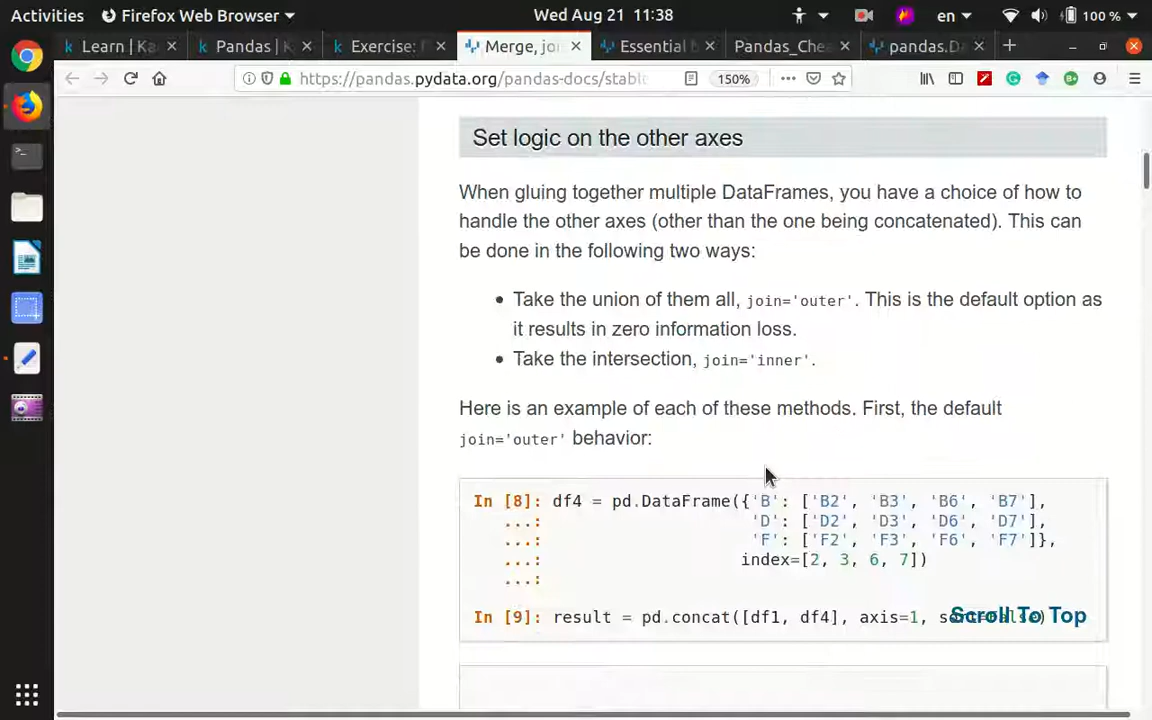 Activities Firefox Web Browser Wed Aug 21 11:38 en 100 %
Learn | Ka Pandas | K Exercise: Merge, joi Essential b Pandas_Chea pandas.Da
https://pandas.pydata.org/pandas-docs/stable 150%
Set logic on the other axes
When gluing together multiple DataFrames, you have a choice of how to
handle the other axes (other than the one being concatenated). This can
be done in the following two ways:
• Take the union of them all, join='outer'. This is the default option as
it results in zero information loss.
• Take the intersection, join='inner'.
Here is an example of each of these methods. First, the default
join='outer' behavior:
In [8]: df4 = pd.DataFrame({'B': ['B2', 'B3', 'B6', 'B7'],
...: 'D': ['D2', 'D3', 'D6', 'D7'],
...: 'F': ['F2', 'F3', 'F6', 'F7']},
...: index=[2, 3, 6, 7])
...:
In [9]: result = pd.concat([df1, df4], axis=1, sort=False)
Scroll To Top